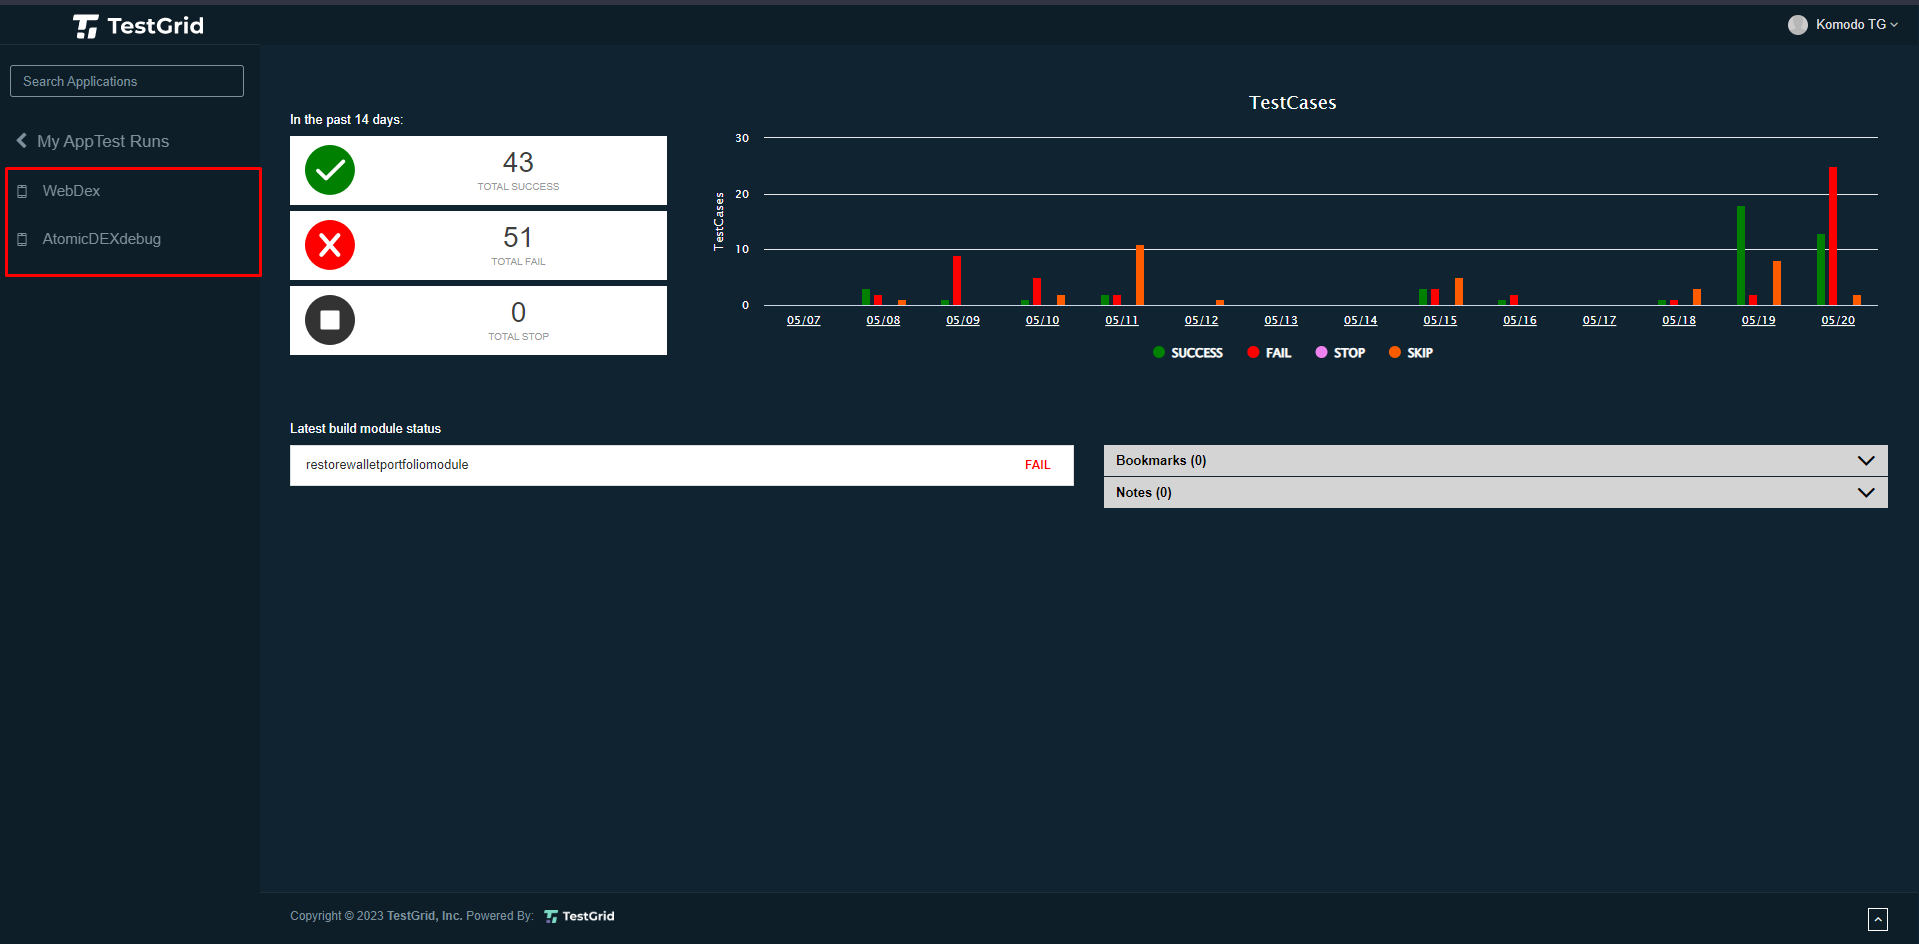 TestGrid
Komodo TG
Search Applications
My AppTest Runs
WebDex
AtomicDEXdebug
In the past 14 days:
43
TOTAL SUCCESS
51
TOTAL FAIL
0
TOTAL STOP
TestCases
TestCases
30
20
10
0
05/07 05/08 05/09 05/10 05/11 05/12 05/13 05/14 05/15 05/16 05/17 05/18 05/19 05/20
SUCCESS FAIL STOP SKIP
Latest build module status
restorewalletportfoliomodule FAIL
Bookmarks (0)
Notes (0)
Copyright © 2023 TestGrid, Inc. Powered By: TestGrid